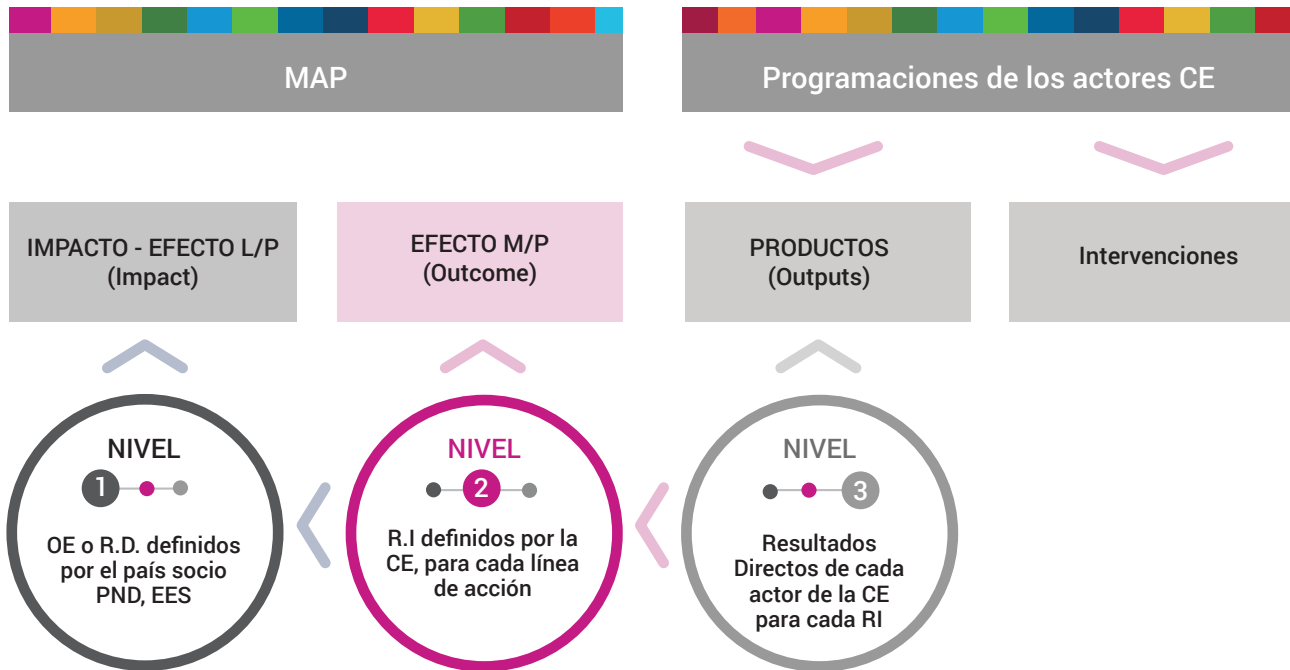 MAP
Programaciones de los actores CE
IMPACTO - EFECTO L/P
(Impact)
EFECTO M/P
(Outcome)
PRODUCTOS
(Outputs)
Intervenciones
NIVEL
1
OE o R.D. definidos
por el país socio
PND, EES
NIVEL
2
R.I definidos por la
CE, para cada línea
de acción
NIVEL
3
Resultados
Directos de cada
actor de la CE
para cada RI